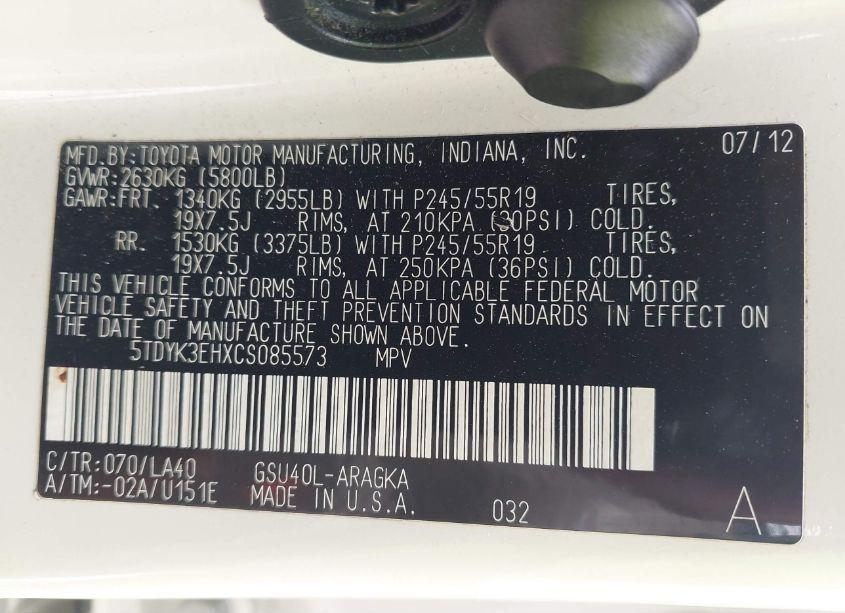 MFD.BY:TOYOTA MOTOR MANUFACTURING, INDIANA, INC. 07/12
GVWR:2630KG (5800LB)
GAWR:FRT. 1340KG (2955LB) WITH P245/55R19 TIRES,
19X7.5J RIMS, AT 210KPA (30PSI) COLD.
RR. 1530KG (3375LB) WITH P245/55R19 TIRES,
19X7.5J RIMS, AT 250KPA (36PSI) COLD.
THIS VEHICLE CONFORMS TO ALL APPLICABLE FEDERAL MOTOR
VEHICLE SAFETY AND THEFT PREVENTION STANDARDS IN EFFECT ON
THE DATE OF MANUFACTURE SHOWN ABOVE.
5TDYK3EHXCS085573 MPV
C/TR:070/LA40 GSU40L-ARAGKA
A/TM:-02A/U151E MADE IN U.S.A. 032 A